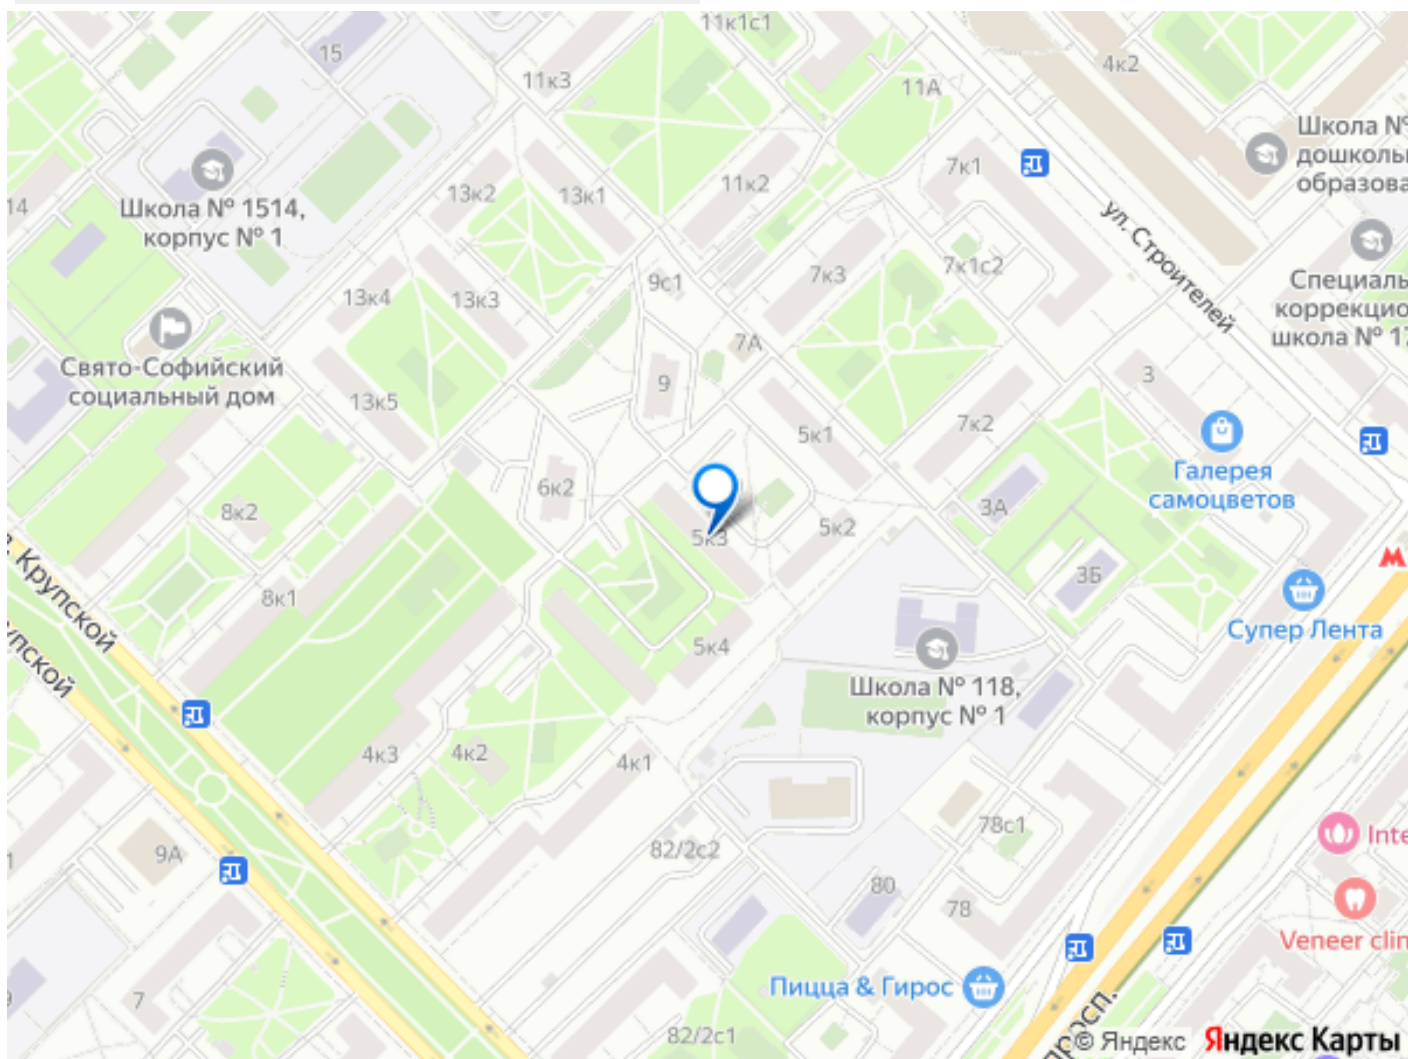 11к1с1
15
4к2
11к3
11А
Школа №
дошколь
образова
7к1
11к2
13к2
13к1
14
Школа № 1514,
корпус № 1
ул. Строителей
7к3
7к1с2
9с1
13к4
13к3
Специаль
коррекцио
школа № 17
7А
Свято-Софийский
социальный дом
9
3
13к5
5к1
7к2
Галерея
самоцветов
6к2
3А
8к2
5к2
5к3
3Б
Крупской
8к1
упской
Супер Лента
5к4
Школа № 118,
корпус № 1
4к3
4к2
4к1
78с1
Inte
82/2с2
9А
80
78
Veneer clin
Пицца & Гирос
7
82/2с1
просп.
© Яндекс Яндекс Карты